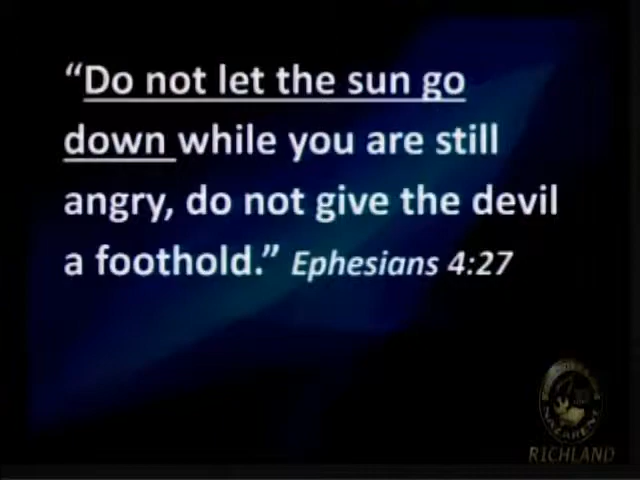 “Do not let the sun go
down while you are still
angry, do not give the devil
a foothold.” Ephesians 4:27
NAZARENE
RICHLAND